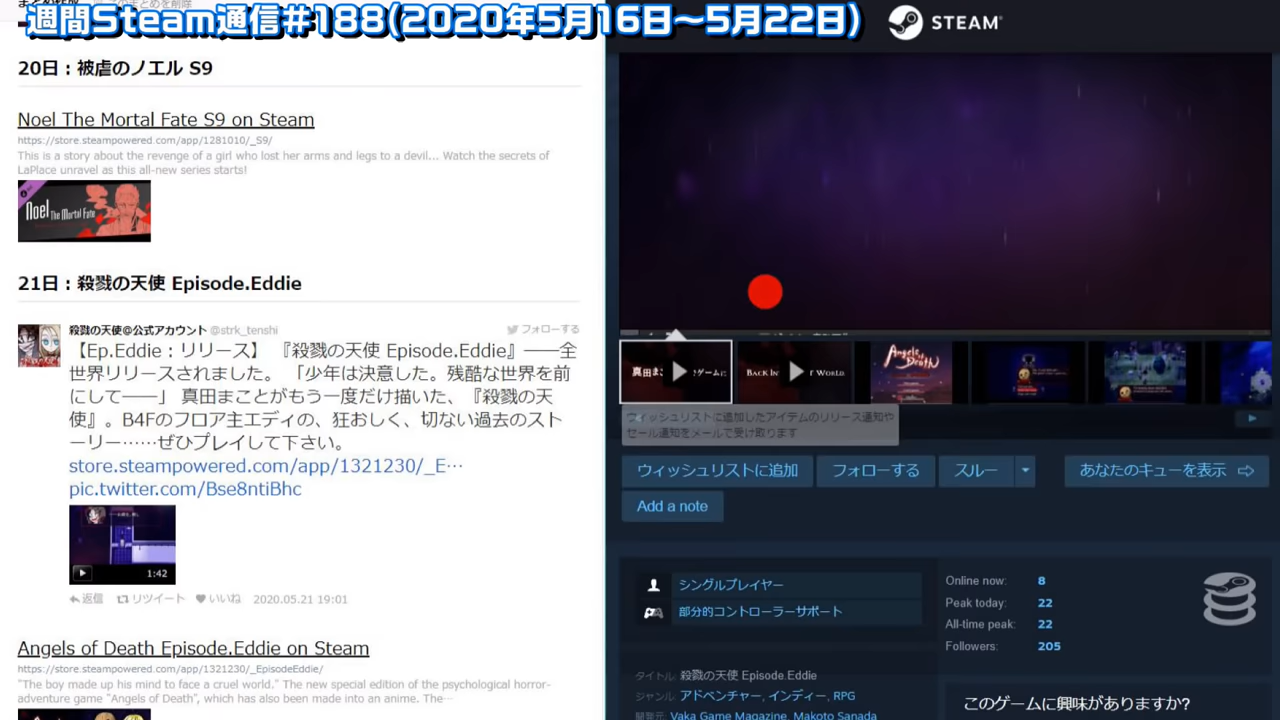 週間Steam通信#188(2020年5月16日～5月22日)
20日：被虐のノエル S9
Noel The Mortal Fate S9 on Steam
https://store.steampowered.com/app/1281010/_S9/
This is a story about the revenge of a girl who lost her arms and legs to a devil... Watch the secrets of
LaPlace unravel as this all-new series starts!
Noel The Mortal Fate
21日：殺戮の天使 Episode.Eddie
殺戮の天使@公式アカウント @strk_tenshi
フォローする
【Ep.Eddie：リリース】 『殺戮の天使 Episode.Eddie』――全
世界リリースされました。 「少年は決意した。残酷な世界を前
にして――」 真田まことがもう一度だけ描いた、『殺戮の天
使』。B4Fのフロア主エディの、狂おしく、切ない過去のスト
ーリー……ぜひプレイして下さい。
store.steampowered.com/app/1321230/_E…
pic.twitter.com/Bse8ntiBhc
1:42
返信 リツイート いいね 2020.05.21 19:01
Angels of Death Episode.Eddie on Steam
https://store.steampowered.com/app/1321230/_EpisodeEddie/
"The boy made up his mind to face a cruel world." The new special edition of the psychological horror-
adventure game "Angels of Death", which has also been made into an anime. The…
STEAM
Angels of Death
ウィッシュリストに追加したアイテムのリリース通知や
セール通知をメールで受け取ります
ウィッシュリストに追加 フォローする スルー あなたのキューを表示
Add a note
シングルプレイヤー
部分的コントローラーサポート
Online now: 8
Peak today: 22
All-time peak: 22
Followers: 205
タイトル: 殺戮の天使 Episode.Eddie
ジャンル: アドベンチャー, インディー, RPG
開発元: Vaka Game Magazine, Makoto Sanada
このゲームに興味がありますか?